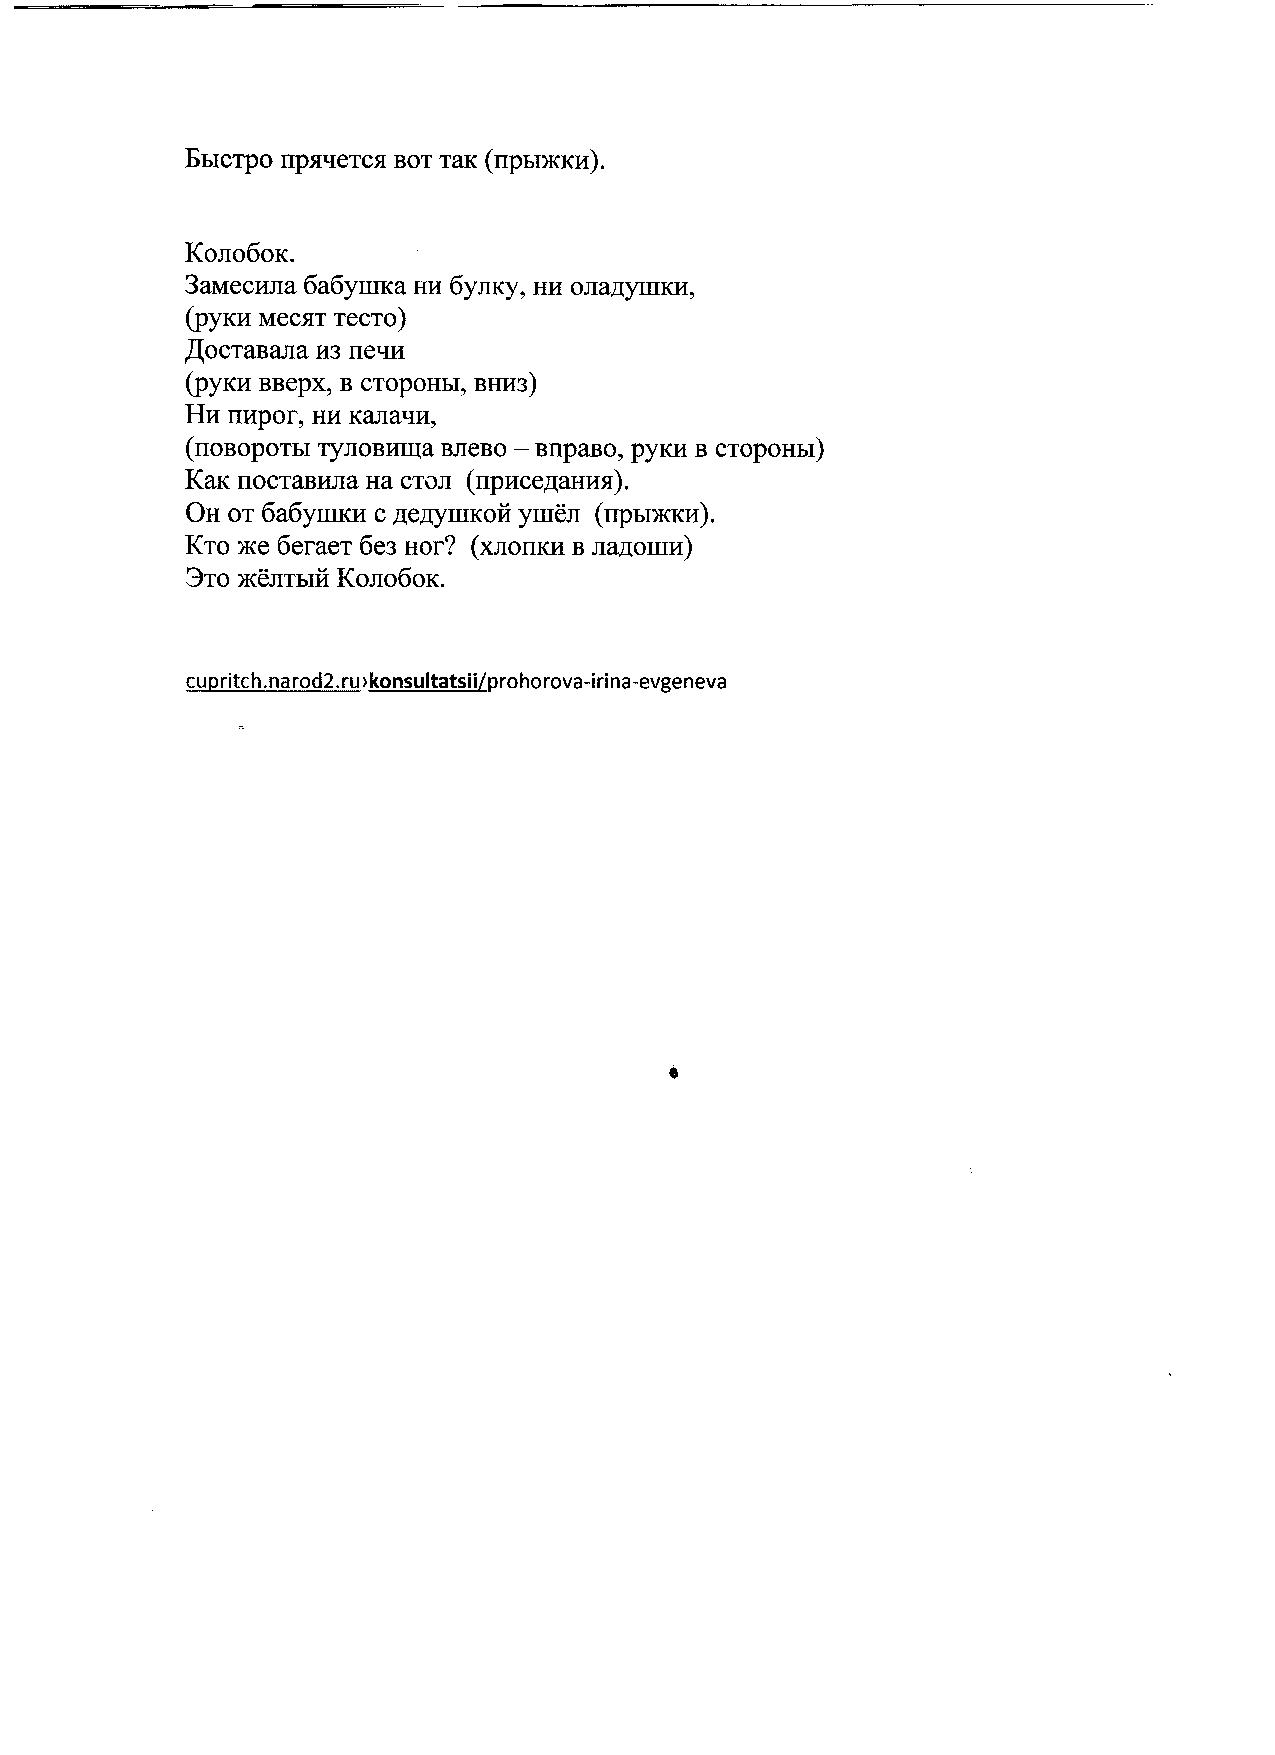 Быстро прячется вот так (прыжки).
Колобок.
Замесила бабушка ни булку, ни оладушки,
(руки месят тесто)
Доставала из печи
(руки вверх, в стороны, вниз)
Ни пирог, ни калачи,
(повороты туловища влево – вправо, руки в стороны)
Как поставила на стол (приседания).
Он от бабушки с дедушкой ушёл (прыжки).
Кто же бегает без ног? (хлопки в ладоши)
Это жёлтый Колобок.
cupritch.narod2.ru›konsultatsii/prohorova-irina-evgeneva